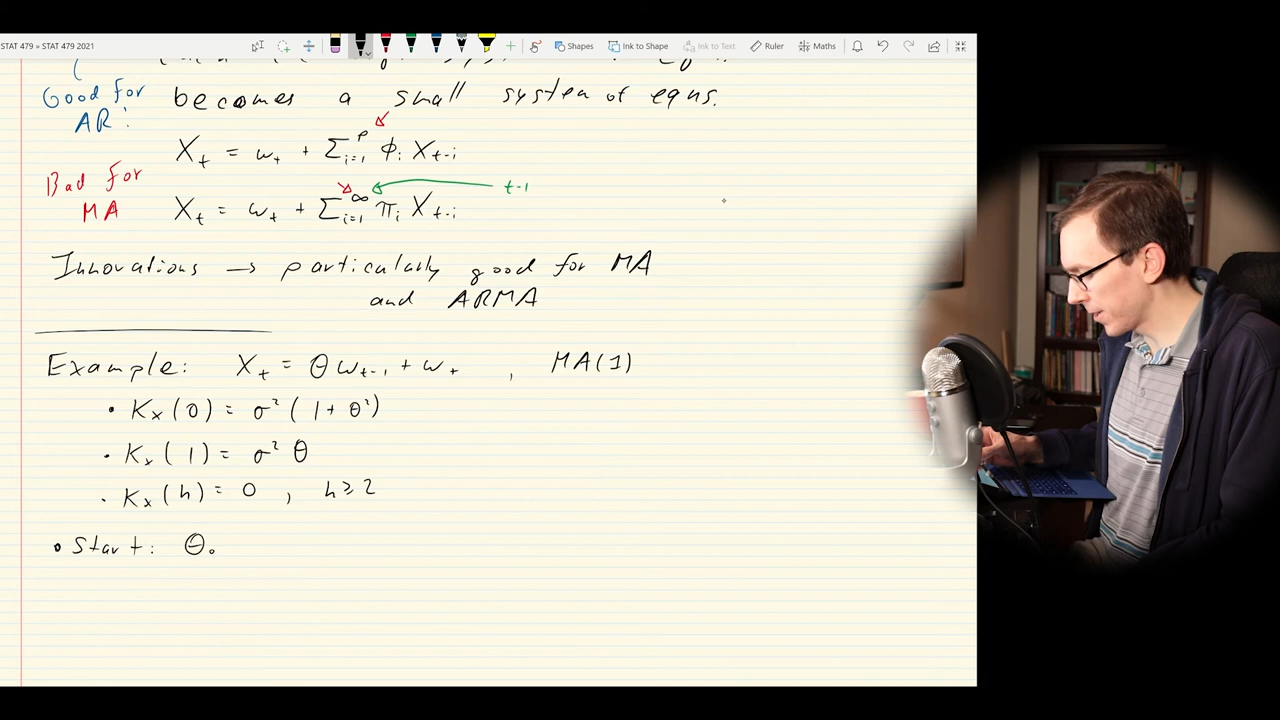 STAT 479 » STAT 479 2021
Shapes Ink to Shape Ink to Text Ruler Maths
Good for becomes a small system of eqns.
AR!
X_t = w_t + Σ_{i=1}^p ϕ_i X_{t-i}
Bad for
MA X_t = w_t + Σ_{i=1}^∞ π_i X_{t-i} t-1
Innovations → particularly good for MA
and ARMA
Example: X_t = θ w_{t-1} + w_t , MA(1)
• K_x(0) = σ²(1+θ²)
• K_x(1) = σ² θ
• K_x(h) = 0 , h ≥ 2
• Start: Θ.